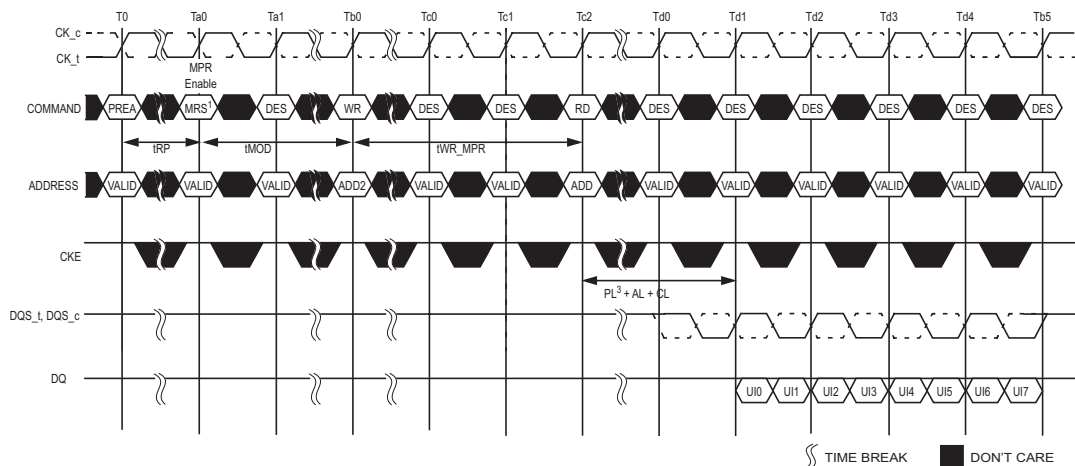 T0 Ta0 Ta1 Tb0 Tc0 Tc1 Tc2 Td0 Td1 Td2 Td3 Td4 Tb5
CK_c
CK_t
MPR
Enable
COMMAND PREA MRS1 DES WR DES DES RD DES DES DES DES DES DES
tRP tMOD tWR_MPR
ADDRESS VALID VALID VALID ADD2 VALID VALID ADD VALID VALID VALID VALID VALID VALID
CKE
PL3 + AL + CL
DQS_t, DQS_c
DQ UI0 UI1 UI2 UI3 UI4 UI5 UI6 UI7
TIME BREAK DON'T CARE